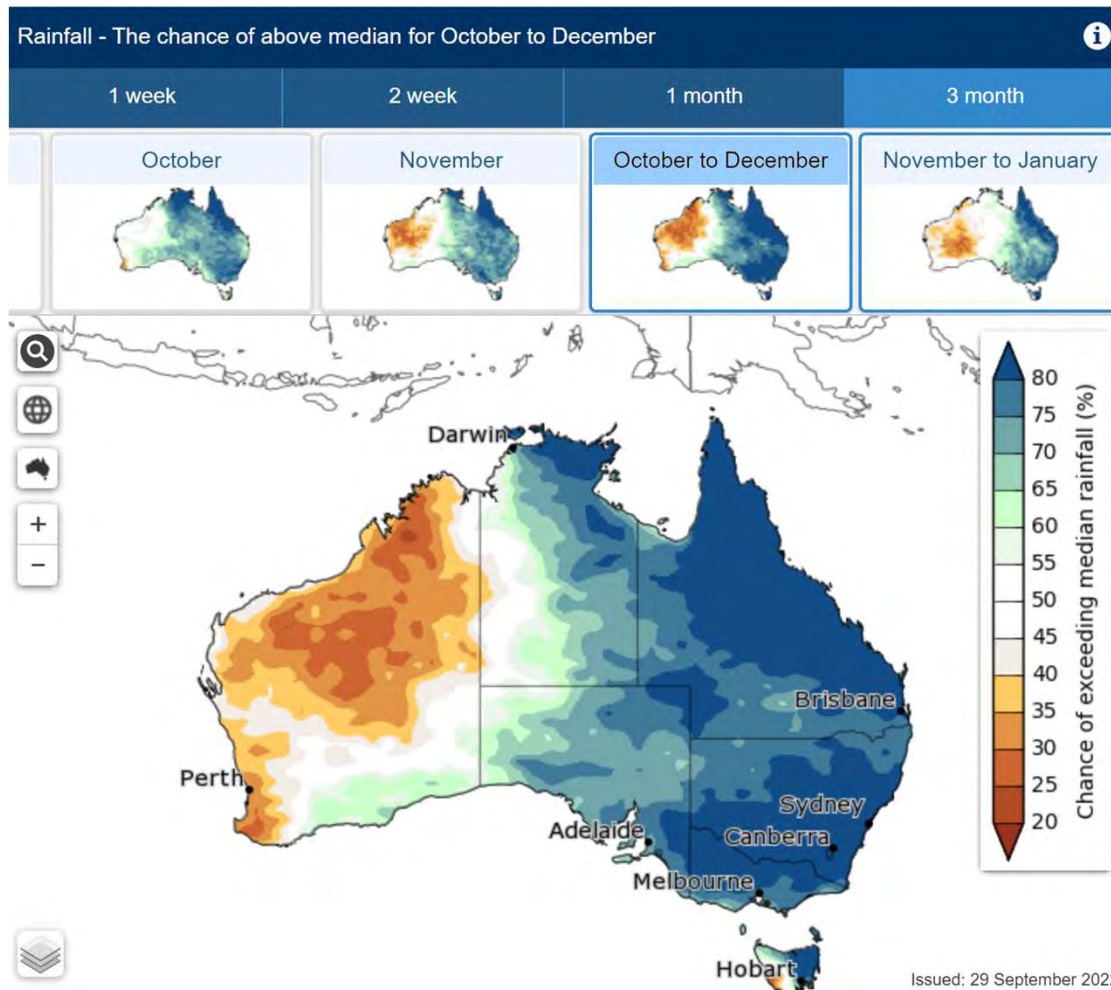 Rainfall - The chance of above median for October to December
i
1 week
2 week
1 month
3 month
October
November
October to December
November to January
Darwin
Brisbane
Perth
Sydney
Adelaide
Canberra
Melbourne
Hobart
+
−
80
75
70
65
60
55
50
45
40
35
30
25
20
Chance of exceeding median rainfall (%)
Issued: 29 September